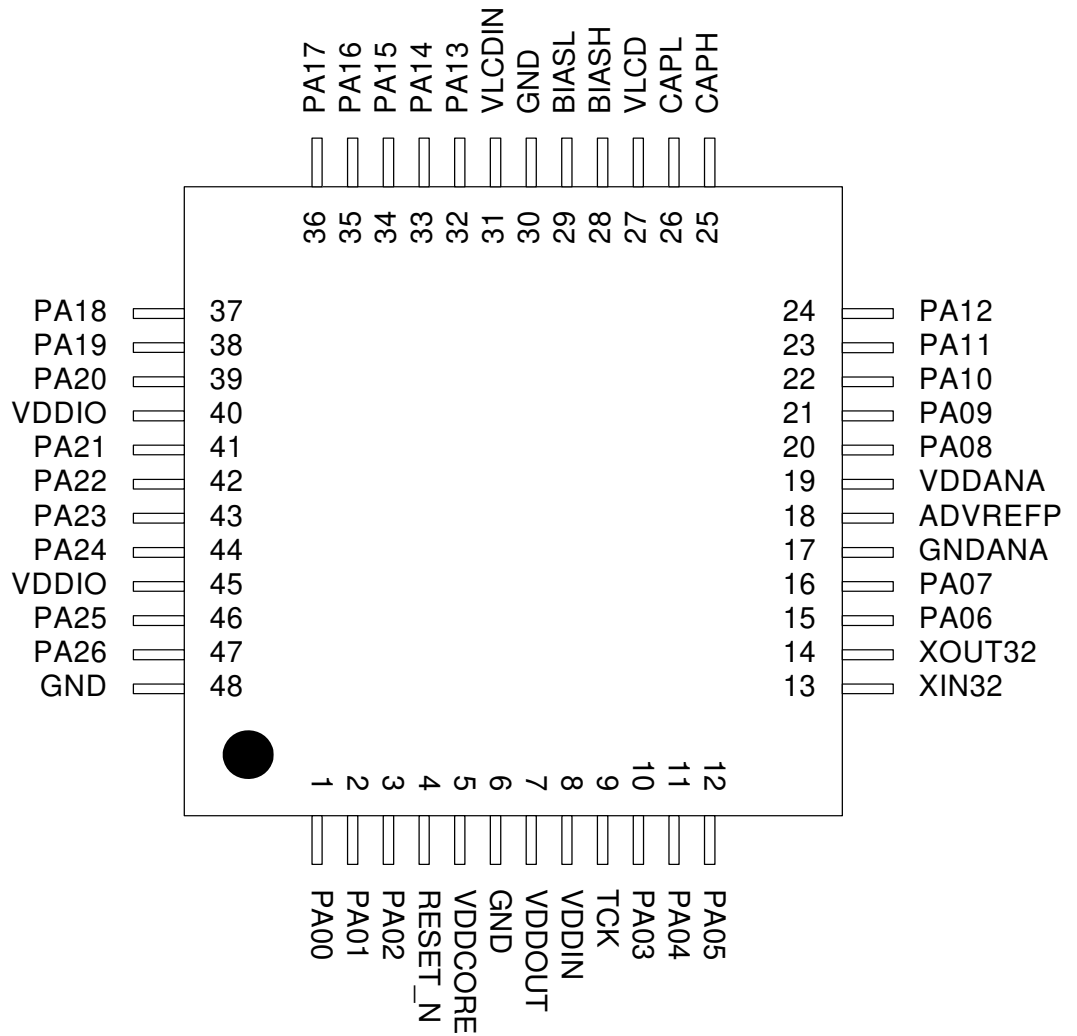 PA17 PA16 PA15 PA14 PA13 VLCDIN GND BIASL BIASH VLCD CAPL CAPH
36 35 34 33 32 31 30 29 28 27 26 25
PA18 37 24 PA12
PA19 38 23 PA11
PA20 39 22 PA10
VDDIO 40 21 PA09
PA21 41 20 PA08
PA22 42 19 VDDANA
PA23 43 18 ADVREFP
PA24 44 17 GNDANA
VDDIO 45 16 PA07
PA25 46 15 PA06
PA26 47 14 XOUT32
GND 48 13 XIN32
1 2 3 4 5 6 7 8 9 10 11 12
PA00 PA01 PA02 RESET_N VDDCORE GND VDDOUT VDDIN TCK PA03 PA04 PA05